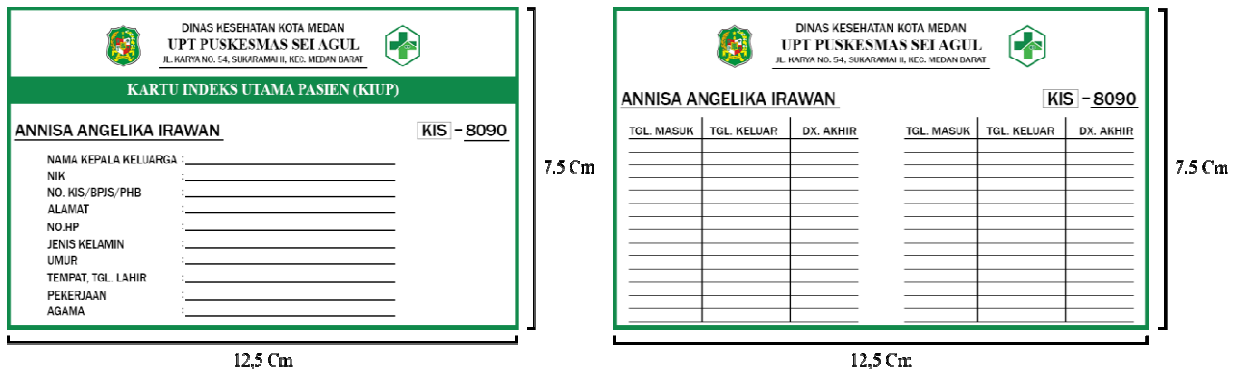 DINAS KESEHATAN KOTA MEDAN
UPT PUSKESMAS SEI AGUL
JL. KARYA NO. 54, SUKARAMAI II, KEC. MEDAN BARAT
KARTU INDEKS UTAMA PASIEN (KIUP)
ANNISA ANGELIKA IRAWAN KIS - 8090
NAMA KEPALA KELUARGA :
NIK :
NO. KIS/BPJS/PHB :
ALAMAT :
NO.HP :
JENIS KELAMIN :
UMUR :
TEMPAT, TGL. LAHIR :
PEKERJAAN :
AGAMA :
7.5 Cm
12,5 Cm
DINAS KESEHATAN KOTA MEDAN
UPT PUSKESMAS SEI AGUL
JL. KARYA NO. 54, SUKARAMAI II, KEC. MEDAN BARAT
ANNISA ANGELIKA IRAWAN KIS - 8090
TGL. MASUK TGL. KELUAR DX. AKHIR TGL. MASUK TGL. KELUAR DX. AKHIR
7.5 Cm
12,5 Cm